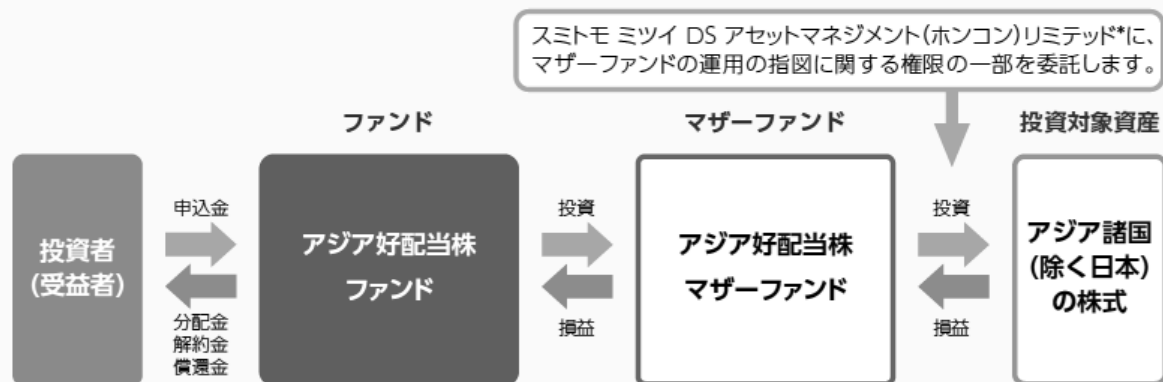 スミトモ ミツイ DS アセットマネジメント(ホンコン)リミテッド*に、
マザーファンドの運用の指図に関する権限の一部を委託します。
ファンド
マザーファンド
投資対象資産
投資者
(受益者)
申込金
分配金
解約金
償還金
アジア好配当株
ファンド
投資
損益
アジア好配当株
マザーファンド
投資
損益
アジア諸国
(除く日本)
の株式